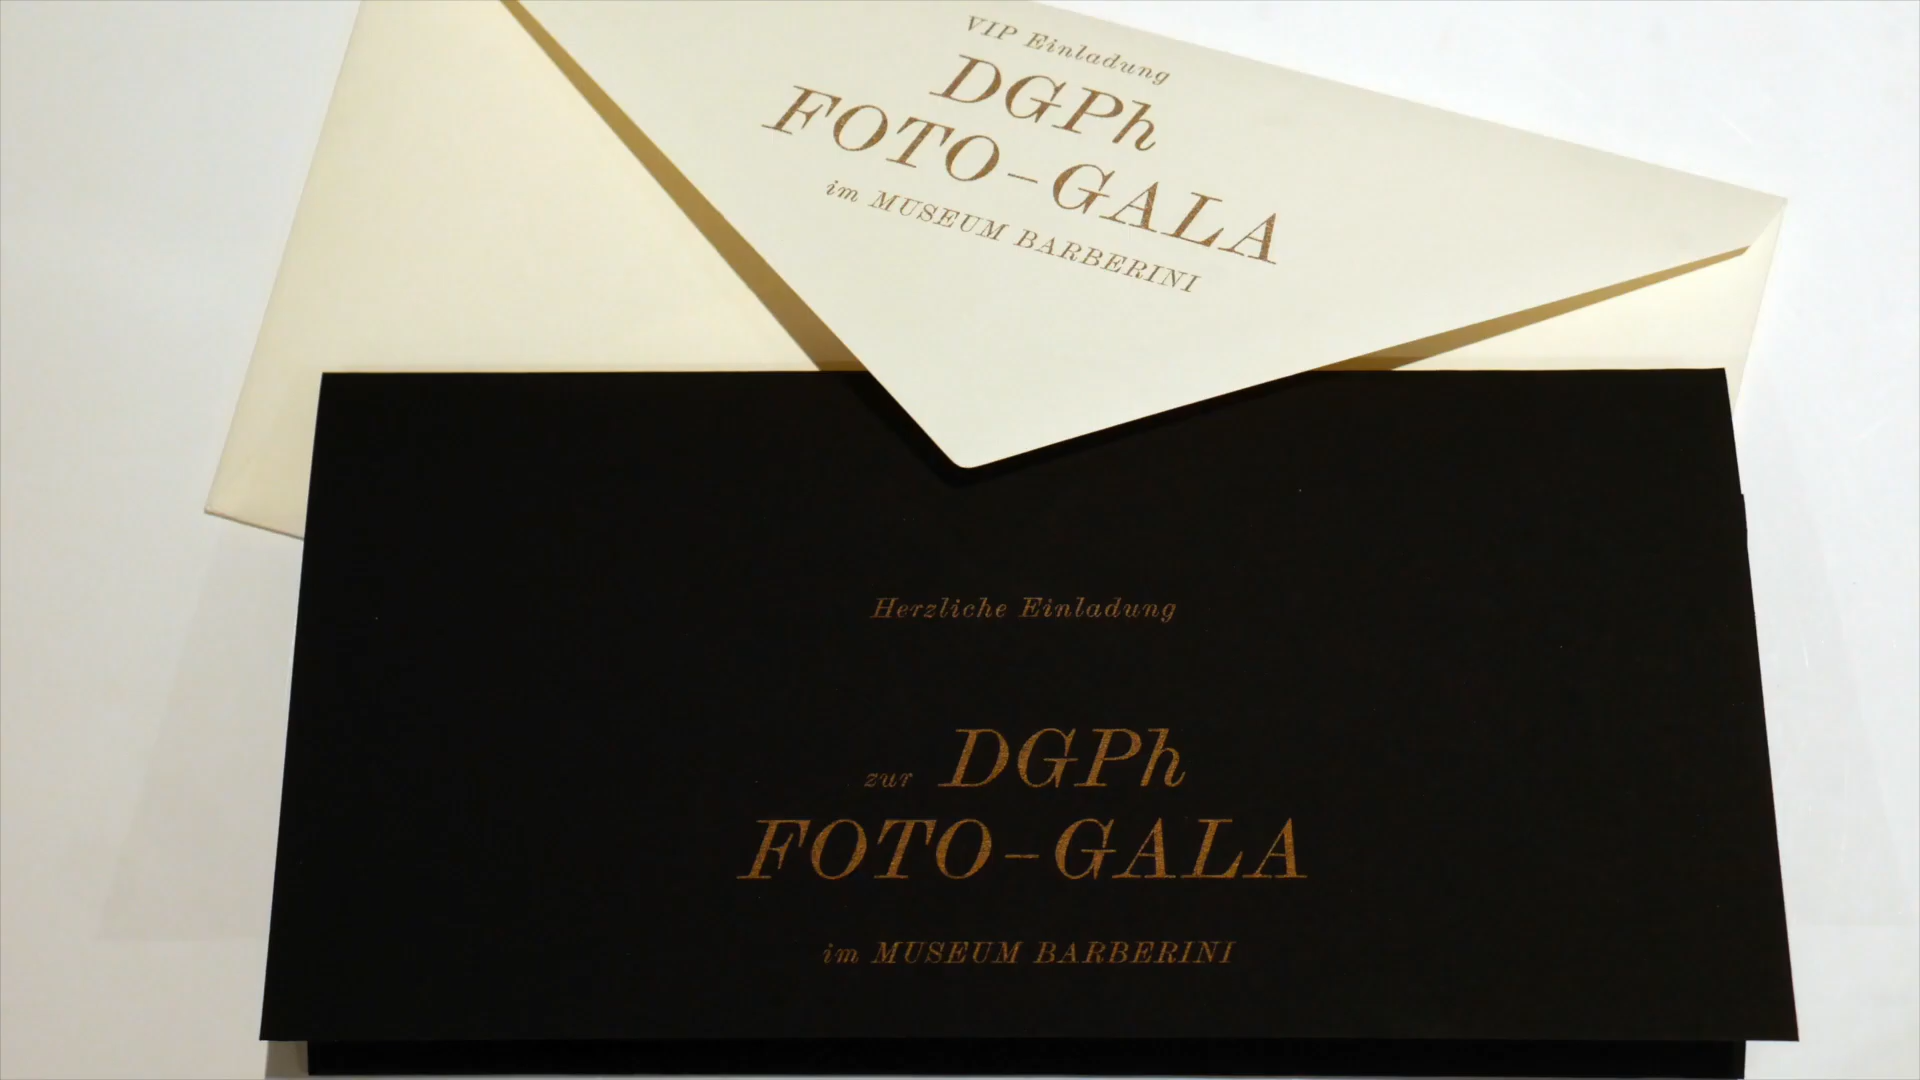 VIP Einladung
DGPh
FOTO-GALA
im MUSEUM BARBERINI
Herzliche Einladung
zur DGPh
FOTO-GALA
im MUSEUM BARBERINI